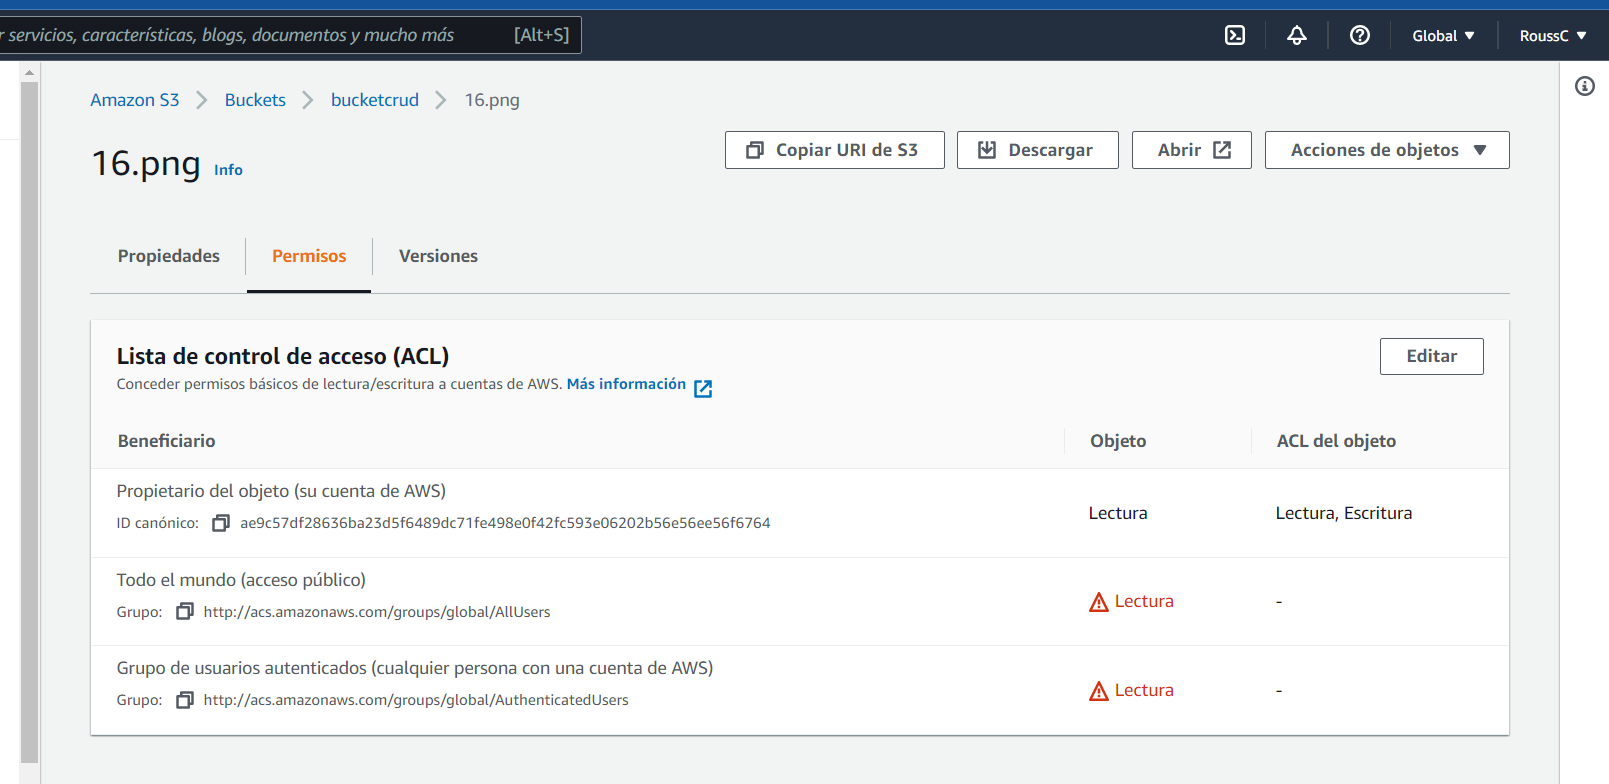 r servicios, características, blogs, documentos y mucho más [Alt+S] Global RoussC
Amazon S3 Buckets bucketcrud 16.png
16.png Info Copiar URI de S3 Descargar Abrir Acciones de objetos
Propiedades Permisos Versiones
Lista de control de acceso (ACL) Editar
Conceder permisos básicos de lectura/escritura a cuentas de AWS. Más información
Beneficiario Objeto ACL del objeto
Propietario del objeto (su cuenta de AWS)
ID canónico: ae9c57df28636ba23d5f6489dc71fe498e0f42fc593e06202b56e56ee56f6764 Lectura Lectura, Escritura
Todo el mundo (acceso público)
Grupo: http://acs.amazonaws.com/groups/global/AllUsers Lectura -
Grupo de usuarios autenticados (cualquier persona con una cuenta de AWS)
Grupo: http://acs.amazonaws.com/groups/global/AuthenticatedUsers Lectura -